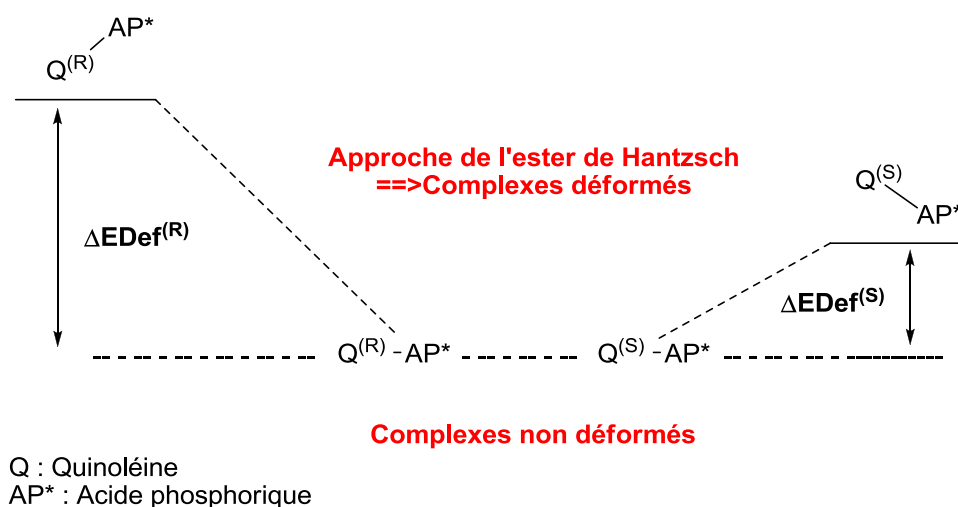 AP*
Q(R)
Approche de l'ester de Hantzsch
==>Complexes déformés
Q(S)
AP*
ΔEDef(R)
ΔEDef(S)
Q(R) -AP*
Q(S) -AP*
Complexes non déformés
Q : Quinoléine
AP* : Acide phosphorique